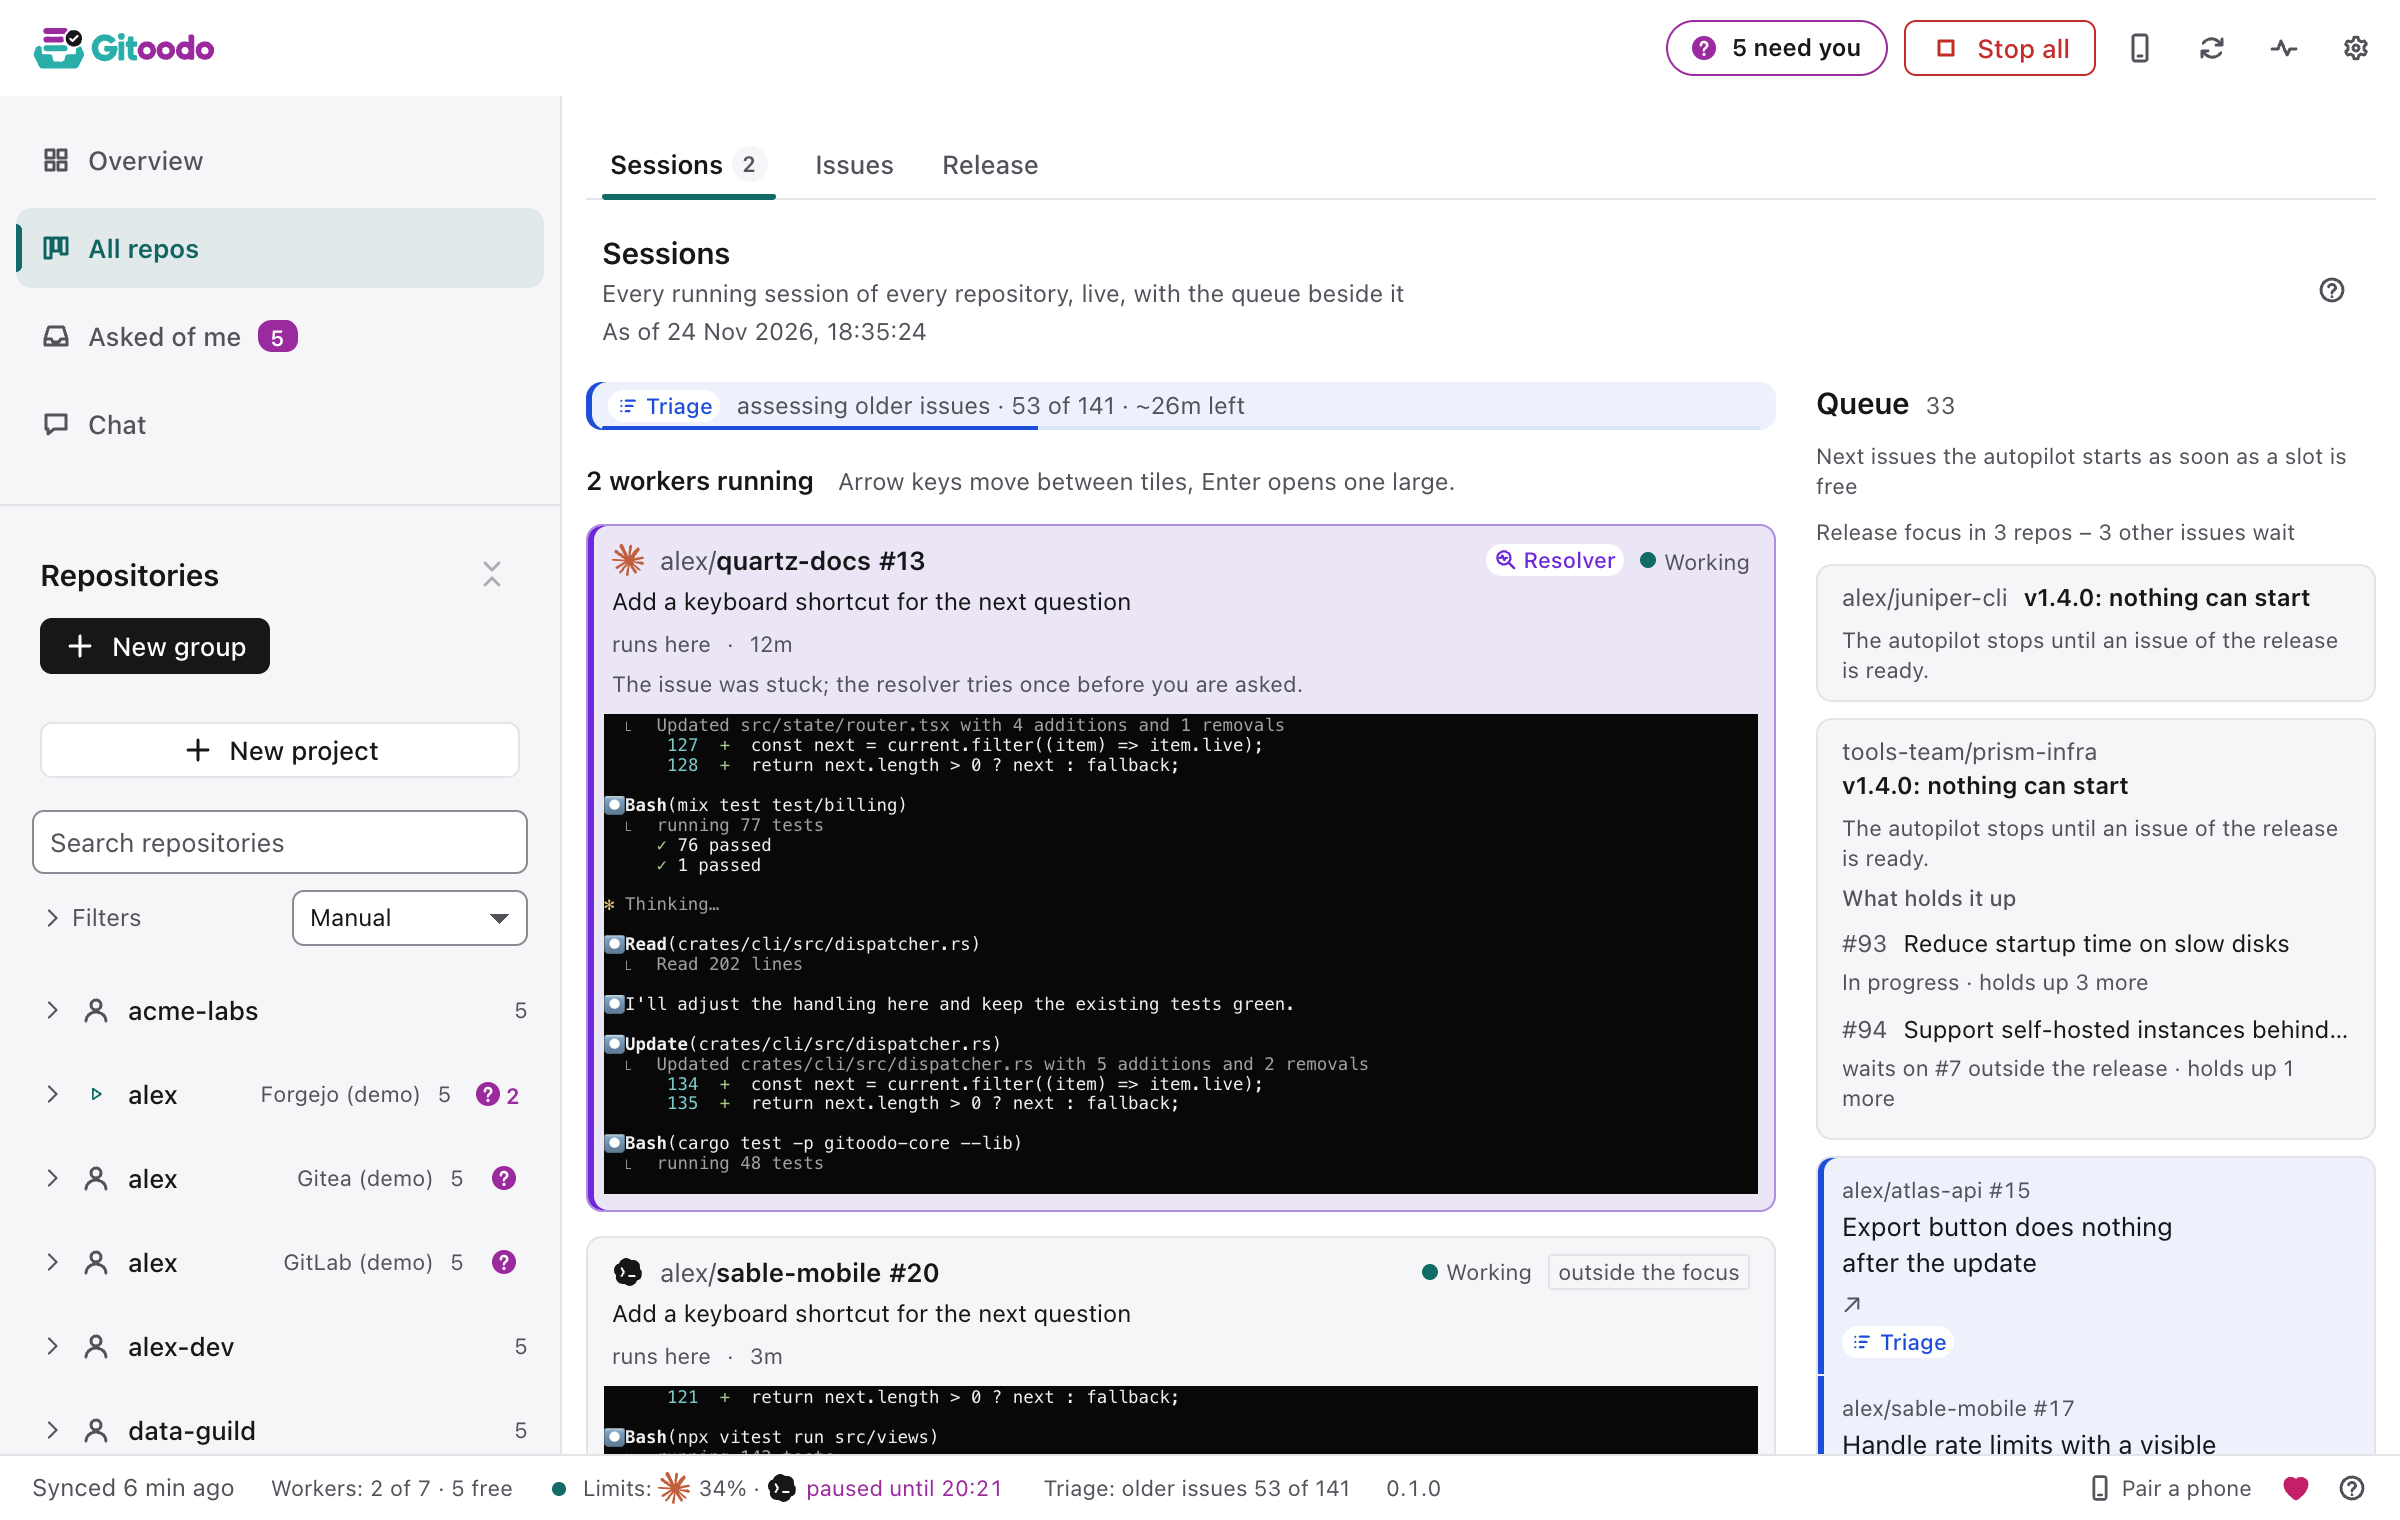 Gitoodo
5 need you
Stop all
Overview
All repos
Asked of me 5
Chat
Repositories
New group
New project
Search repositories
Filters
Manual
acme-labs 5
alex Forgejo (demo) 5 2
alex Gitea (demo) 5
alex GitLab (demo) 5
alex-dev 5
data-guild 5
Sessions 2 Issues Release
Sessions
Every running session of every repository, live, with the queue beside it
As of 24 Nov 2026, 18:35:24
Triage assessing older issues · 53 of 141 · ~26m left
2 workers running Arrow keys move between tiles, Enter opens one large.
alex/quartz-docs #13 Resolver Working
Add a keyboard shortcut for the next question
runs here · 12m
The issue was stuck; the resolver tries once before you are asked.
Updated src/state/router.tsx with 4 additions and 1 removals
127 + const next = current.filter((item) => item.live);
128 + return next.length > 0 ? next : fallback;
Bash(mix test test/billing)
running 77 tests
✓ 76 passed
✓ 1 passed
✻ Thinking…
Read(crates/cli/src/dispatcher.rs)
Read 202 lines
I'll adjust the handling here and keep the existing tests green.
Update(crates/cli/src/dispatcher.rs)
Updated crates/cli/src/dispatcher.rs with 5 additions and 2 removals
134 + const next = current.filter((item) => item.live);
135 + return next.length > 0 ? next : fallback;
Bash(cargo test -p gitoodo-core --lib)
running 48 tests
alex/sable-mobile #20 Working outside the focus
Add a keyboard shortcut for the next question
runs here · 3m
121 + return next.length > 0 ? next : fallback;
Bash(npx vitest run src/views)
Queue 33
Next issues the autopilot starts as soon as a slot is
free
Release focus in 3 repos – 3 other issues wait
alex/juniper-cli v1.4.0: nothing can start
The autopilot stops until an issue of the release
is ready.
tools-team/prism-infra
v1.4.0: nothing can start
The autopilot stops until an issue of the release
is ready.
What holds it up
#93 Reduce startup time on slow disks
In progress · holds up 3 more
#94 Support self-hosted instances behind...
waits on #7 outside the release · holds up 1
more
alex/atlas-api #15
Export button does nothing
after the update
Triage
alex/sable-mobile #17
Handle rate limits with a visible
Synced 6 min ago Workers: 2 of 7 · 5 free Limits: 34% · paused until 20:21 Triage: older issues 53 of 141 0.1.0
Pair a phone